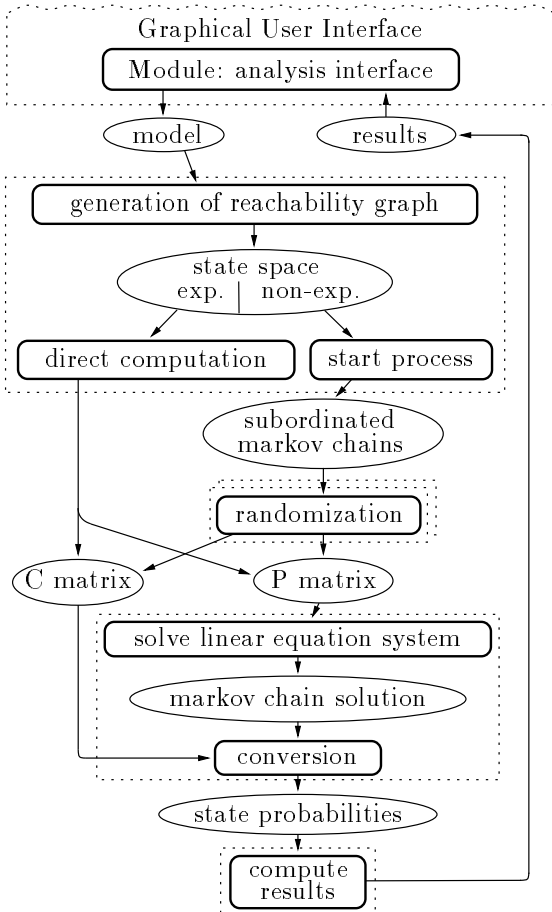 Graphical User Interface
Module: analysis interface
model
results
generation of reachability graph
state space
exp. non-exp.
direct computation
start process
subordinated
markov chains
randomization
C matrix
P matrix
solve linear equation system
markov chain solution
conversion
state probabilities
compute
results